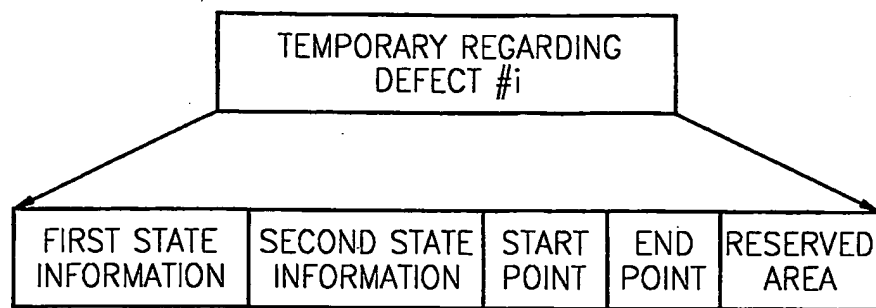 TEMPORARY REGARDING
DEFECT #i
FIRST STATE
INFORMATION
SECOND STATE
INFORMATION
START
POINT
END
POINT
RESERVED
AREA